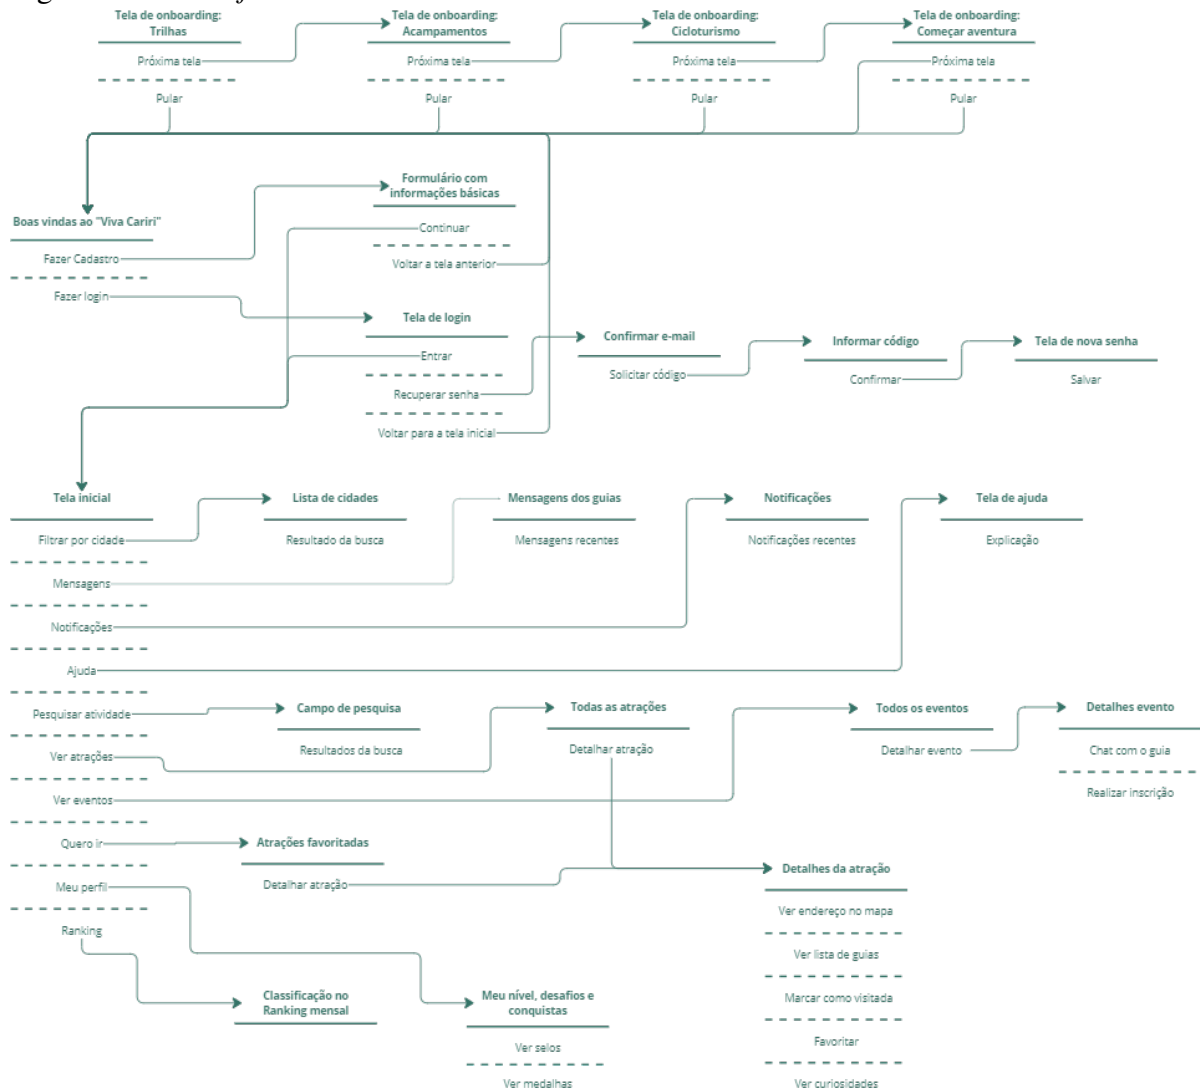 Tela de onboarding:
Trilhas
Próxima tela
Pular
Tela de onboarding:
Acampamentos
Próxima tela
Pular
Tela de onboarding:
Cicloturismo
Próxima tela
Pular
Tela de onboarding:
Começar aventura
Próxima tela
Pular
Boas vindas ao "Viva Cariri"
Fazer Cadastro
Fazer login
Formulário com
informações básicas
Continuar
Voltar a tela anterior
Tela de login
Entrar
Recuperar senha
Voltar para a tela inicial
Confirmar e-mail
Solicitar código
Informar código
Confirmar
Tela de nova senha
Salvar
Tela inicial
Filtrar por cidade
Mensagens
Notificações
Ajuda
Pesquisar atividade
Ver atrações
Ver eventos
Quero ir
Meu perfil
Ranking
Lista de cidades
Resultado da busca
Mensagens dos guias
Mensagens recentes
Notificações
Notificações recentes
Tela de ajuda
Explicação
Campo de pesquisa
Resultados da busca
Todas as atrações
Detalhar atração
Todos os eventos
Detalhar evento
Detalhes evento
Chat com o guia
Realizar inscrição
Atrações favoritadas
Detalhar atração
Detalhes da atração
Ver endereço no mapa
Ver lista de guias
Marcar como visitada
Favoritar
Ver curiosidades
Classificação no
Ranking mensal
Meu nível, desafios e
conquistas
Ver selos
Ver medalhas